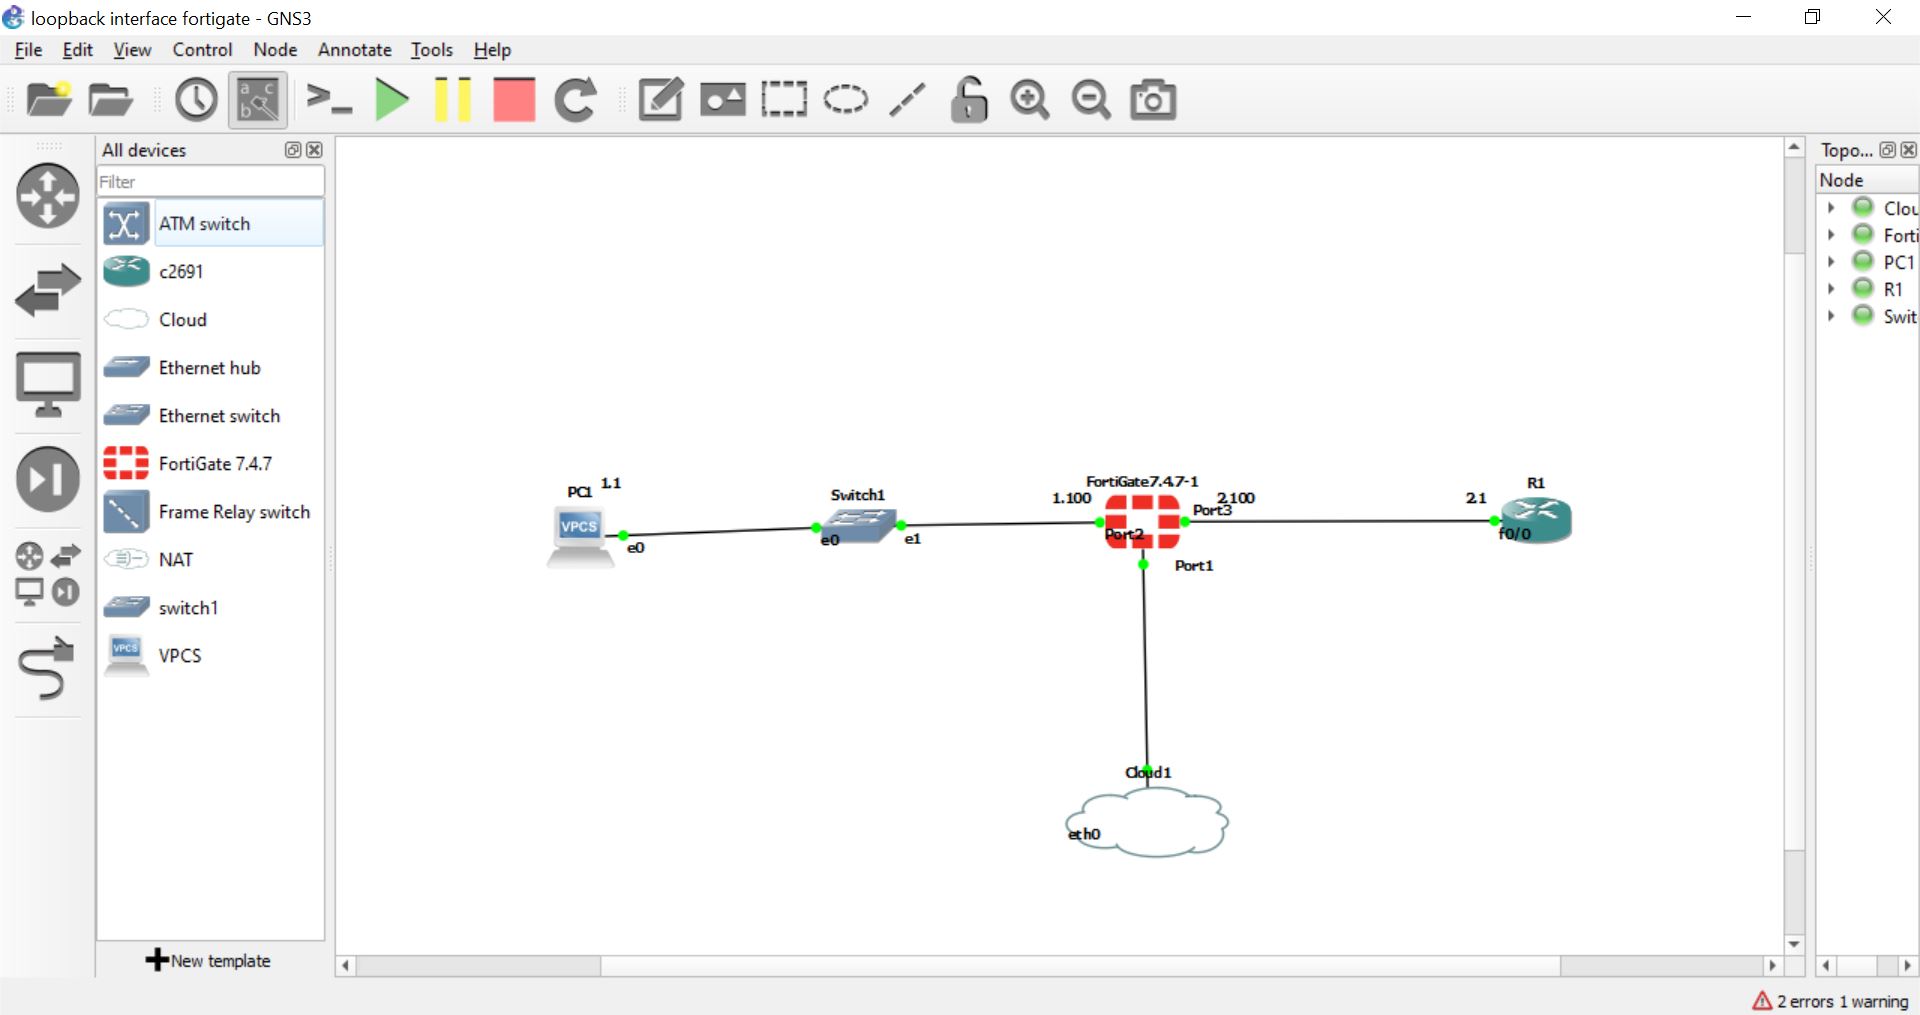 loopback interface fortigate - GNS3
File Edit View Control Node Annotate Tools Help
All devices
Filter
ATM switch
c2691
Cloud
Ethernet hub
Ethernet switch
FortiGate 7.4.7
Frame Relay switch
NAT
switch1
VPCS
New template
PC1 1.1
VPCS
e0
Switch1
e0
e1
FortiGate7.4.7-1
1.100
2.100
Port3
Port2
Port1
2.1
R1
f0/0
Cloud1
eth0
Topo...
Node
Clou
Forti
PC1
R1
Swit
2 errors 1 warning